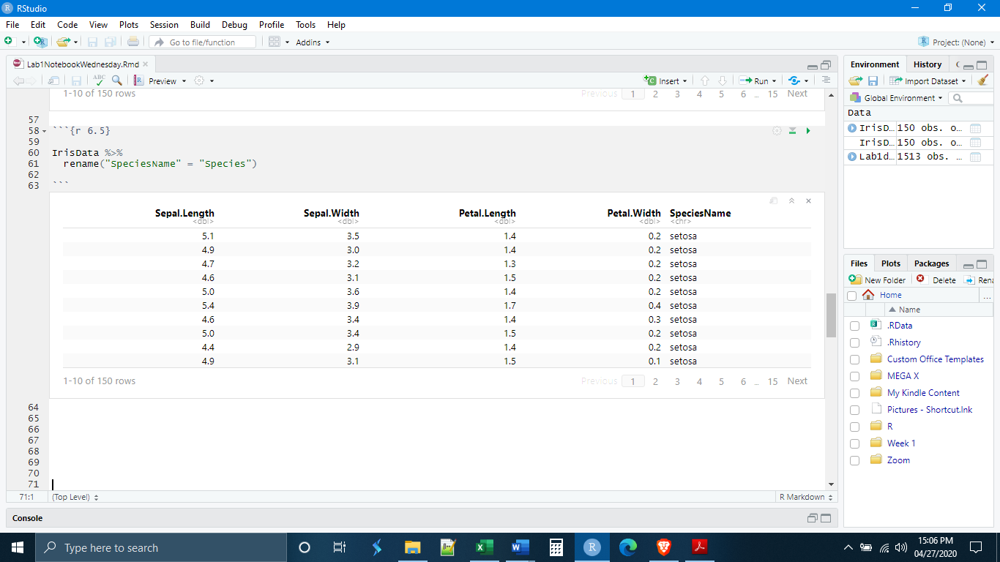 RStudio
File Edit Code View Plots Session Build Debug Profile Tools Help
Go to file/function Addins Project: (None)
Lab1NotebookWednesday.Rmd
ABC Preview Insert Run
1-10 of 150 rows Previous 1 2 3 4 5 6 ... 15 Next
57
58 ```{r 6.5}
59
60 IrisData %>%
61 rename("SpeciesName" = "Species")
62
63 ```
Sepal.Length Sepal.Width Petal.Length Petal.Width SpeciesName
<dbl> <dbl> <dbl> <dbl> <chr>
5.1 3.5 1.4 0.2 setosa
4.9 3.0 1.4 0.2 setosa
4.7 3.2 1.3 0.2 setosa
4.6 3.1 1.5 0.2 setosa
5.0 3.6 1.4 0.2 setosa
5.4 3.9 1.7 0.4 setosa
4.6 3.4 1.4 0.3 setosa
5.0 3.4 1.5 0.2 setosa
4.4 2.9 1.4 0.2 setosa
4.9 3.1 1.5 0.1 setosa
1-10 of 150 rows Previous 1 2 3 4 5 6 ... 15 Next
64
65
66
67
68
69
70
71
71:1 (Top Level) R Markdown
Console
Environment History C
Import Dataset
Global Environment
Data
IrisD… 150 obs. o…
IrisD… 150 obs. o…
Lab1d… 1513 obs. …
Files Plots Packages
New Folder Delete Rena
Home ...
Name
.RData
.Rhistory
Custom Office Templates
MEGA X
My Kindle Content
Pictures - Shortcut.lnk
R
Week 1
Zoom
Type here to search
15:06 PM
04/27/2020